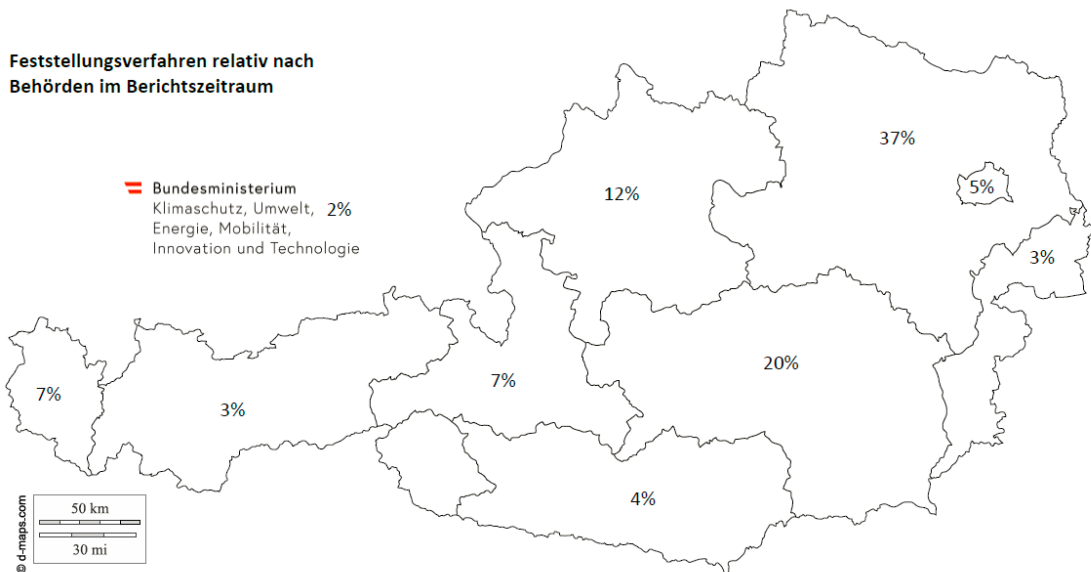 Feststellungsverfahren relativ nach
Behörden im Berichtszeitraum
Bundesministerium
Klimaschutz, Umwelt, 2%
Energie, Mobilität,
Innovation und Technologie
37%
5%
12%
3%
20%
7%
7%
3%
4%
50 km
30 mi
© d-maps.com